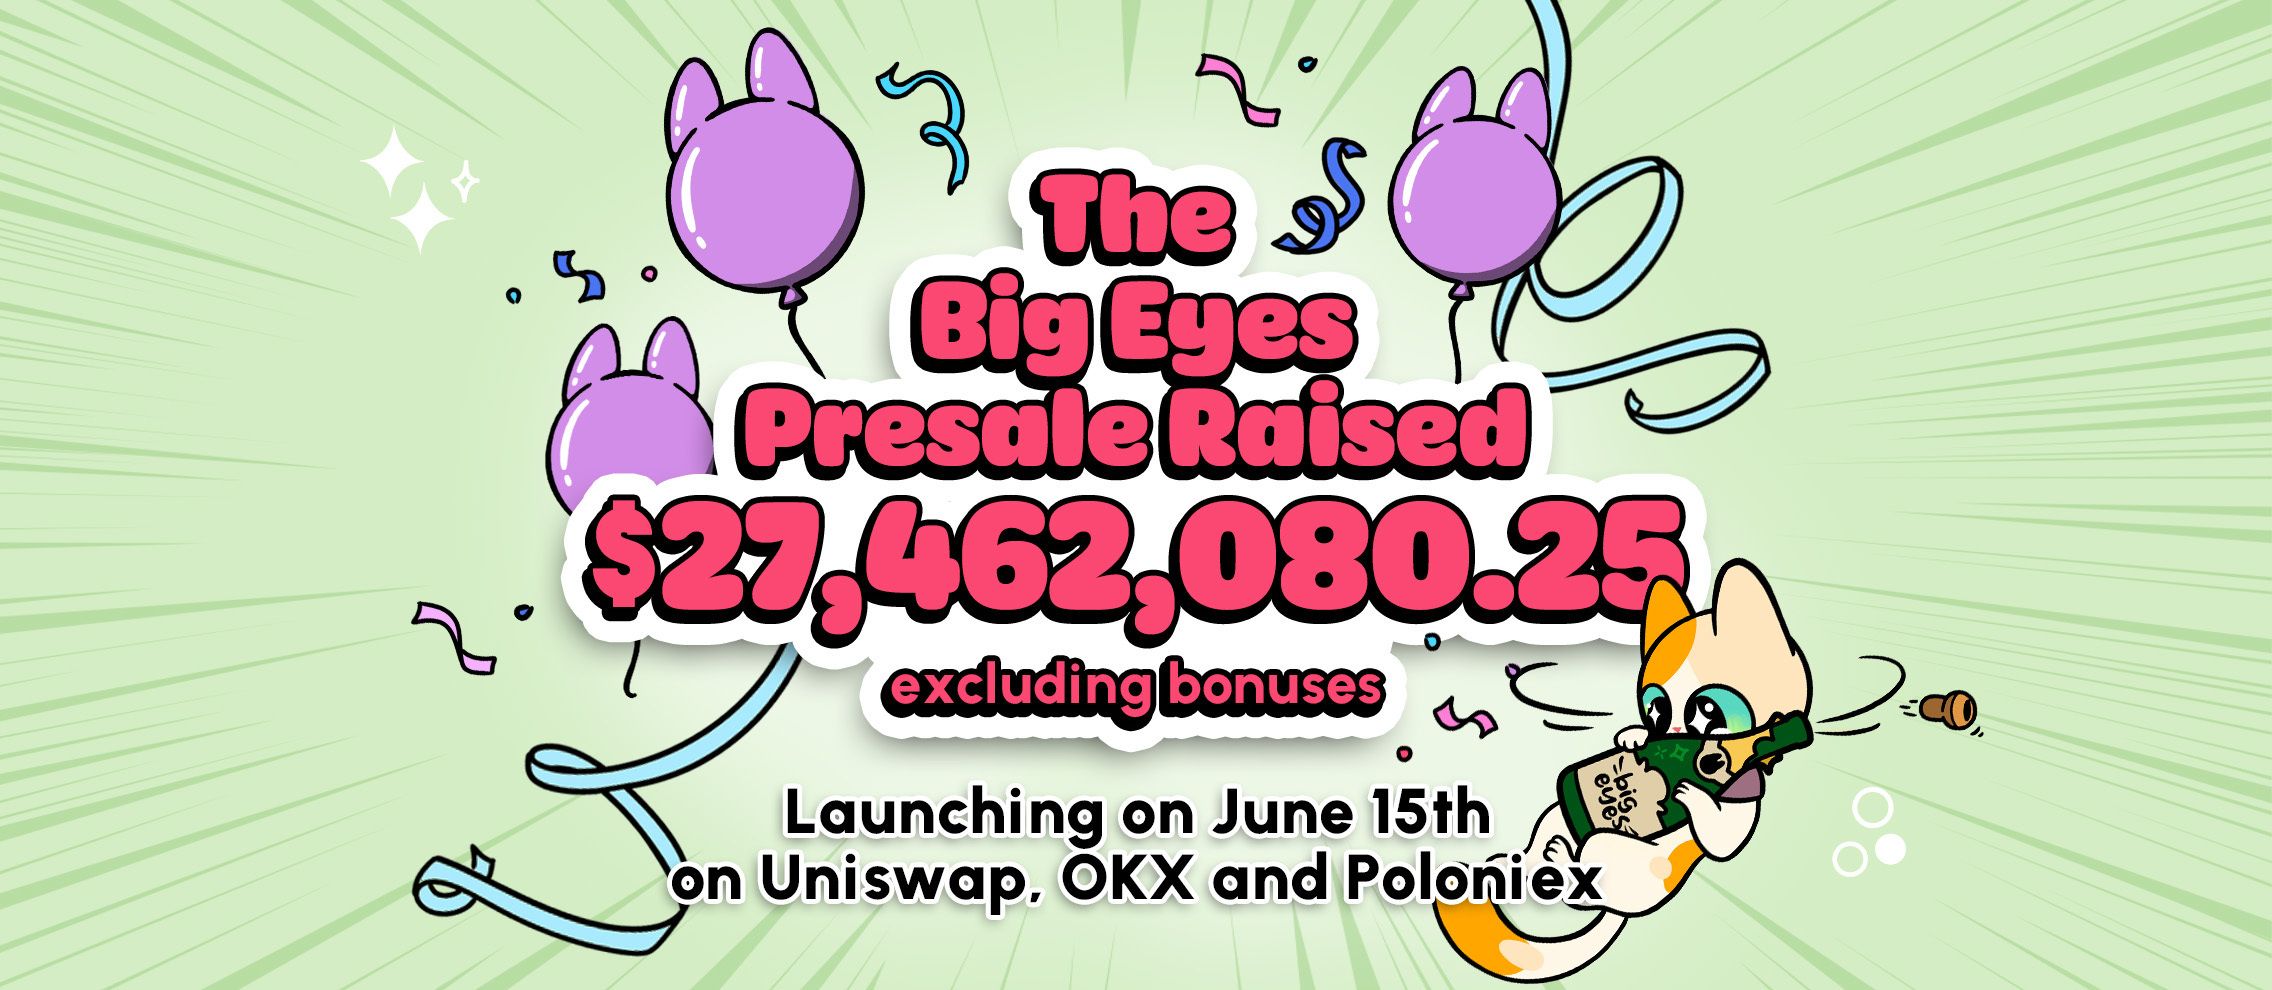 The
Big Eyes
Presale Raised
$27,462,080.25
excluding bonuses
Launching on June 15th
on Uniswap, OKX and Poloniex
big
eyes